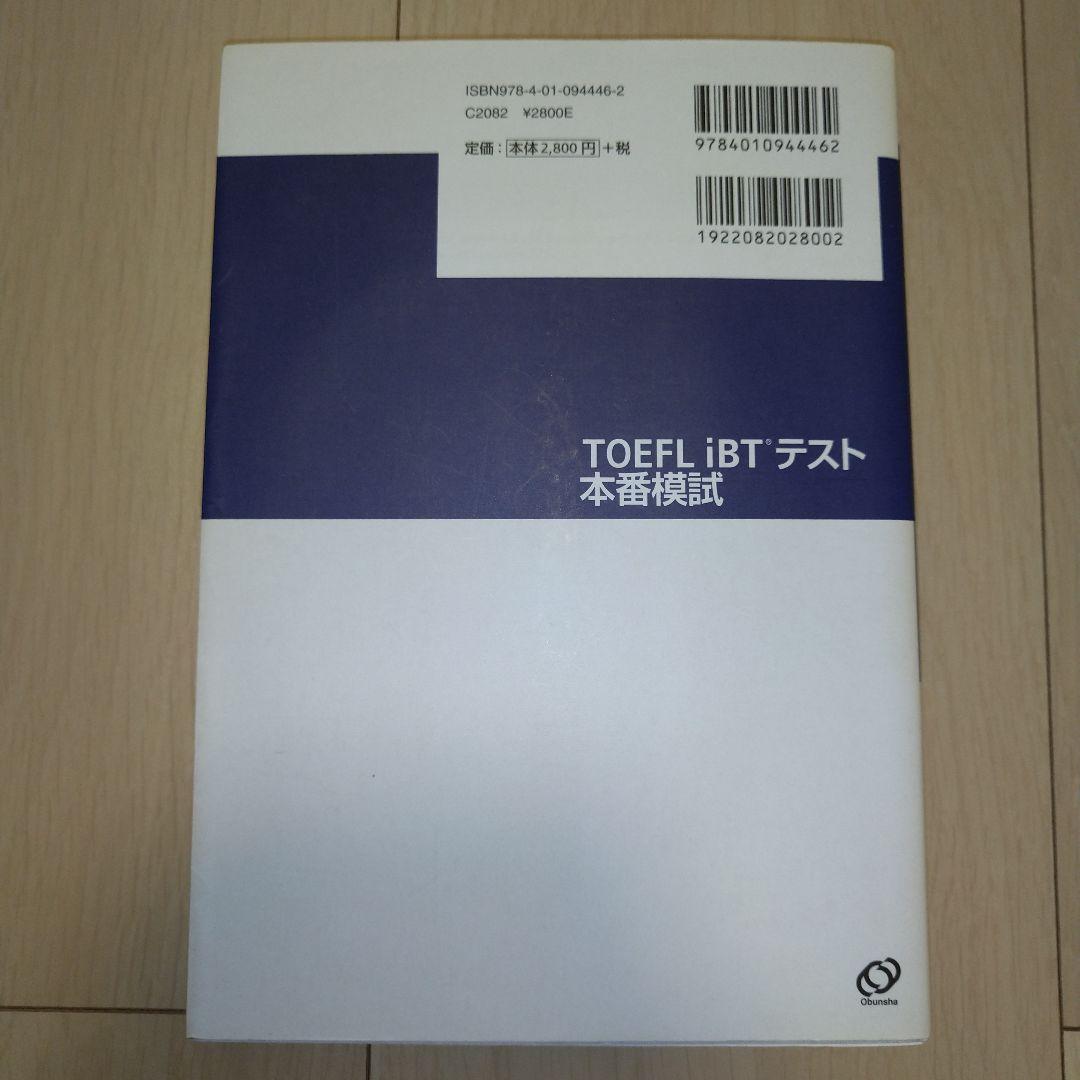 ISBN978-4-01-094446-2
C2082 ¥2800E
定価：本体2,800円+税
9784010944462
1922082028002
TOEFL iBT®テスト
本番模試
Obunsha